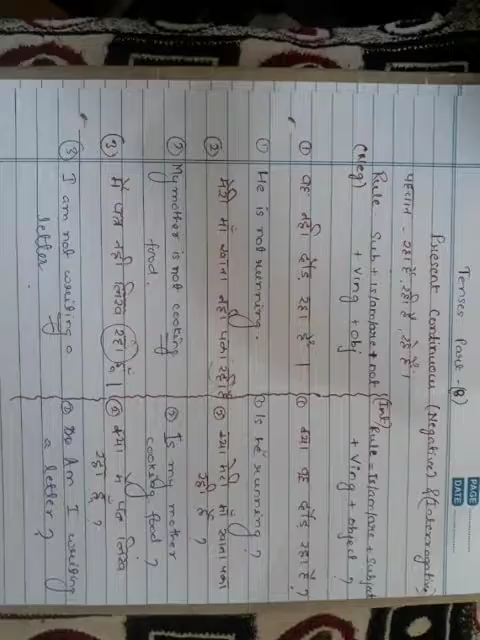 PAGE
DATE
Tenses Part-(8)
Present Continuous (Negative) & (Interrogative)
पहचान - रहा है, रही है, रहे हैं।
(Neg) Rule - Sub + is/am/are + not + Ving + obj
(Int) Rule = Is/am/are + Subject + Ving + object ?
① वह नहीं दौड़ रहा है ।
① He is not running.
② मेरी मां खाना नहीं पका रही है
② My mother is not cooking food.
③ मैं पत्र नहीं लिख रहा हूँ ।
③ I am not writing a letter.
① क्या वह दौड़ रहा है ?
① Is he running ?
② क्या मेरी माँ खाना पका रही है ?
② Is my mother cooking food ?
③ क्या मैं पत्र लिख रहा हूँ ?
Am I writing a letter ?